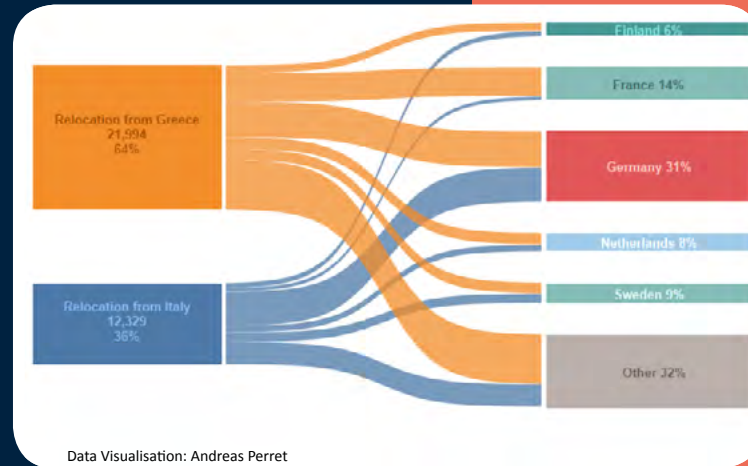 Relocation from Greece
21,994
64%
Relocation from Italy
12,329
36%
Finland 6%
France 14%
Germany 31%
Netherlands 8%
Sweden 9%
Other 32%
Data Visualisation: Andreas Perret